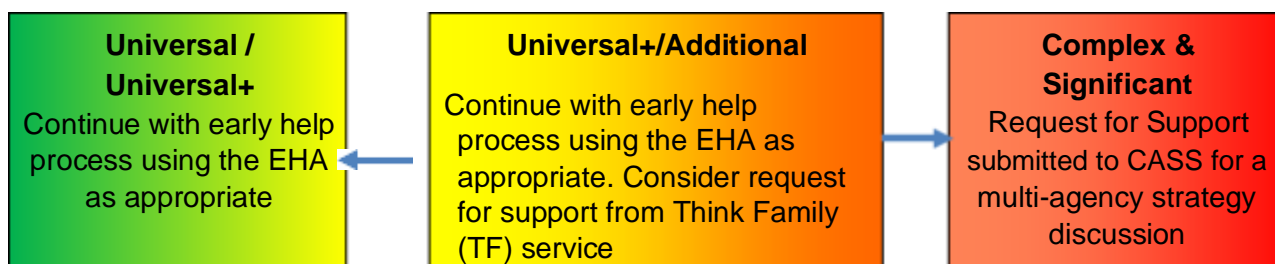 Universal /
Universal+
Continue with early help
process using the EHA
as appropriate
Universal+/Additional
Continue with early help
process using the EHA as
appropriate. Consider request
for support from Think Family
(TF) service
Complex &
Significant
Request for Support
submitted to CASS for a
multi-agency strategy
discussion